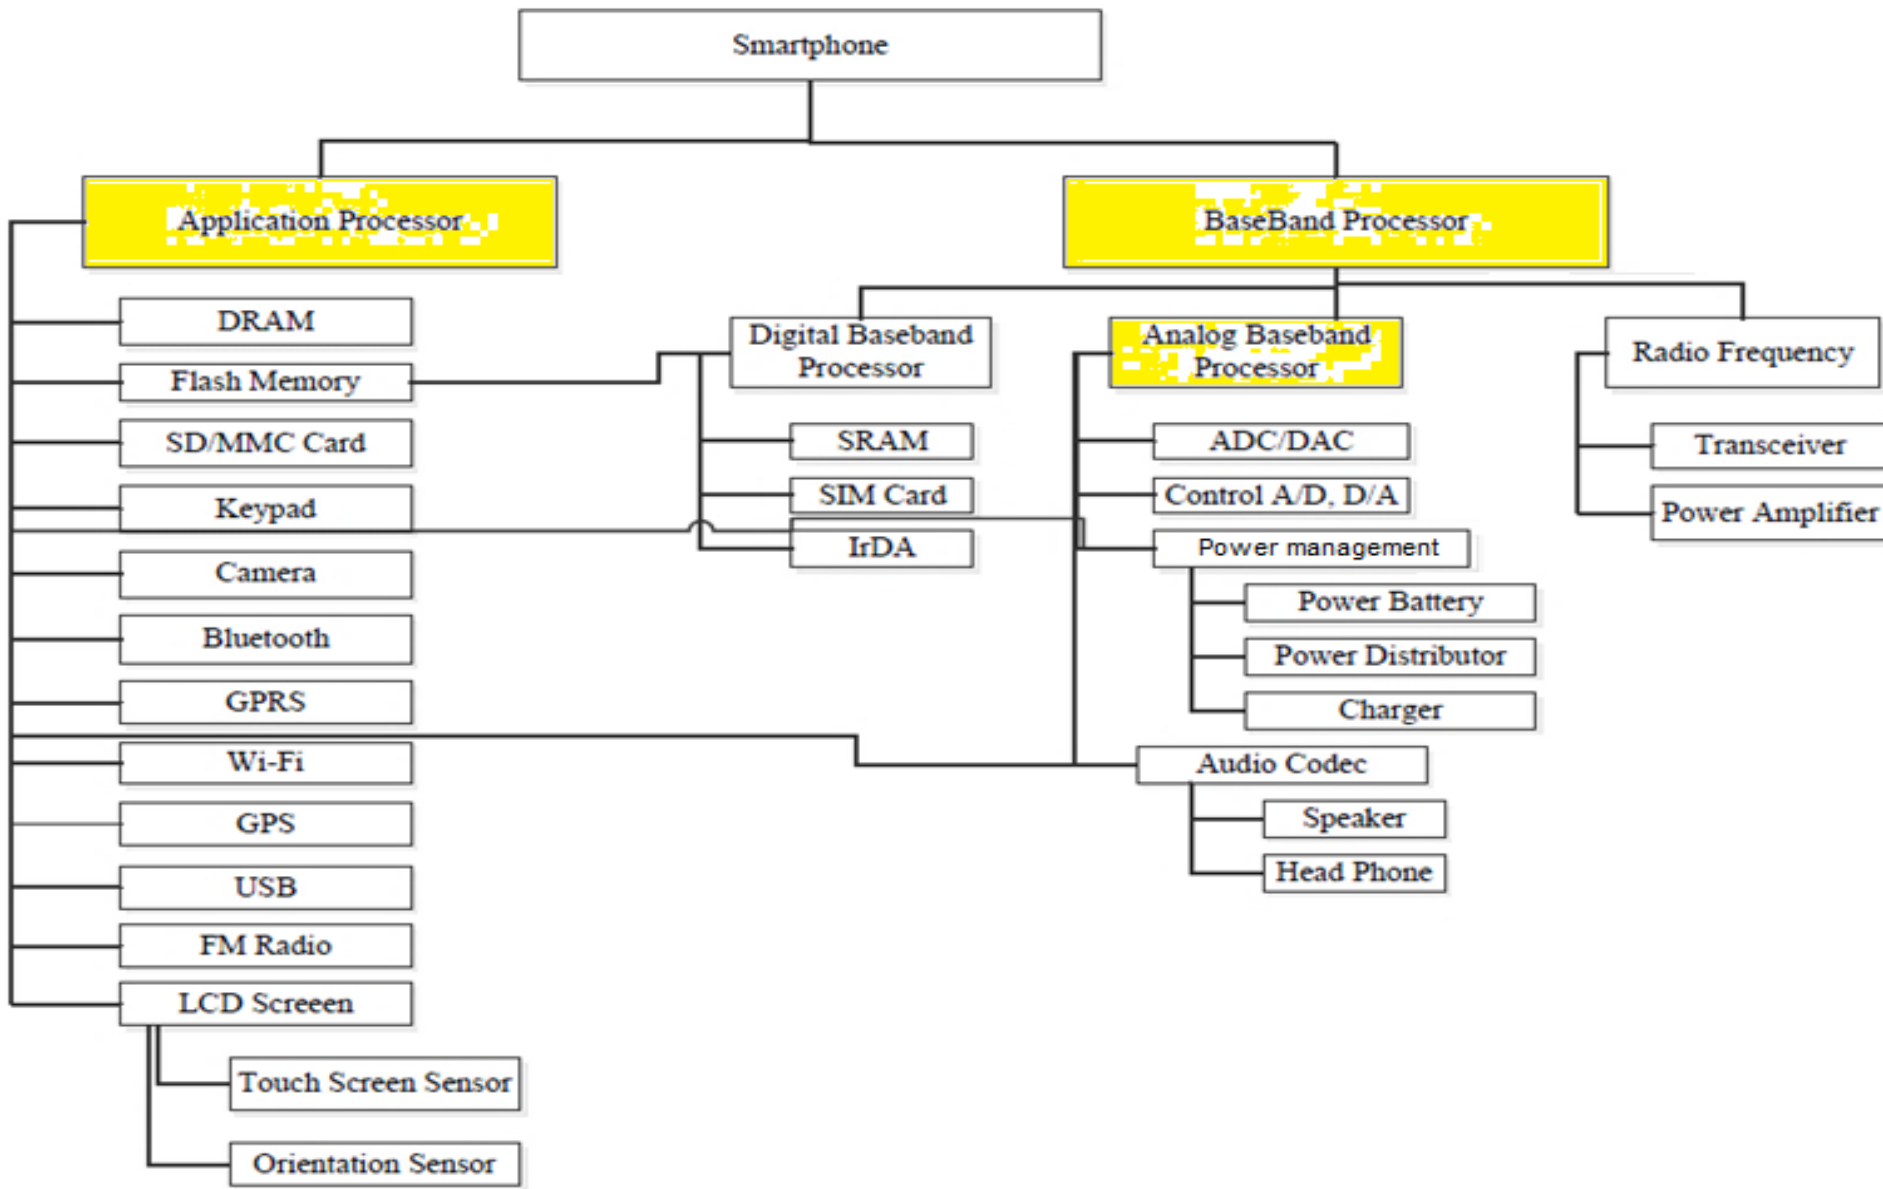 Smartphone
Application Processor
BaseBand Processor
DRAM
Flash Memory
SD/MMC Card
Keypad
Camera
Bluetooth
GPRS
Wi-Fi
GPS
USB
FM Radio
LCD Screeen
Touch Screen Sensor
Orientation Sensor
Digital Baseband
Processor
SRAM
SIM Card
IrDA
Analog Baseband
Processor
ADC/DAC
Control A/D, D/A
Power management
Power Battery
Power Distributor
Charger
Audio Codec
Speaker
Head Phone
Radio Frequency
Transceiver
Power Amplifier